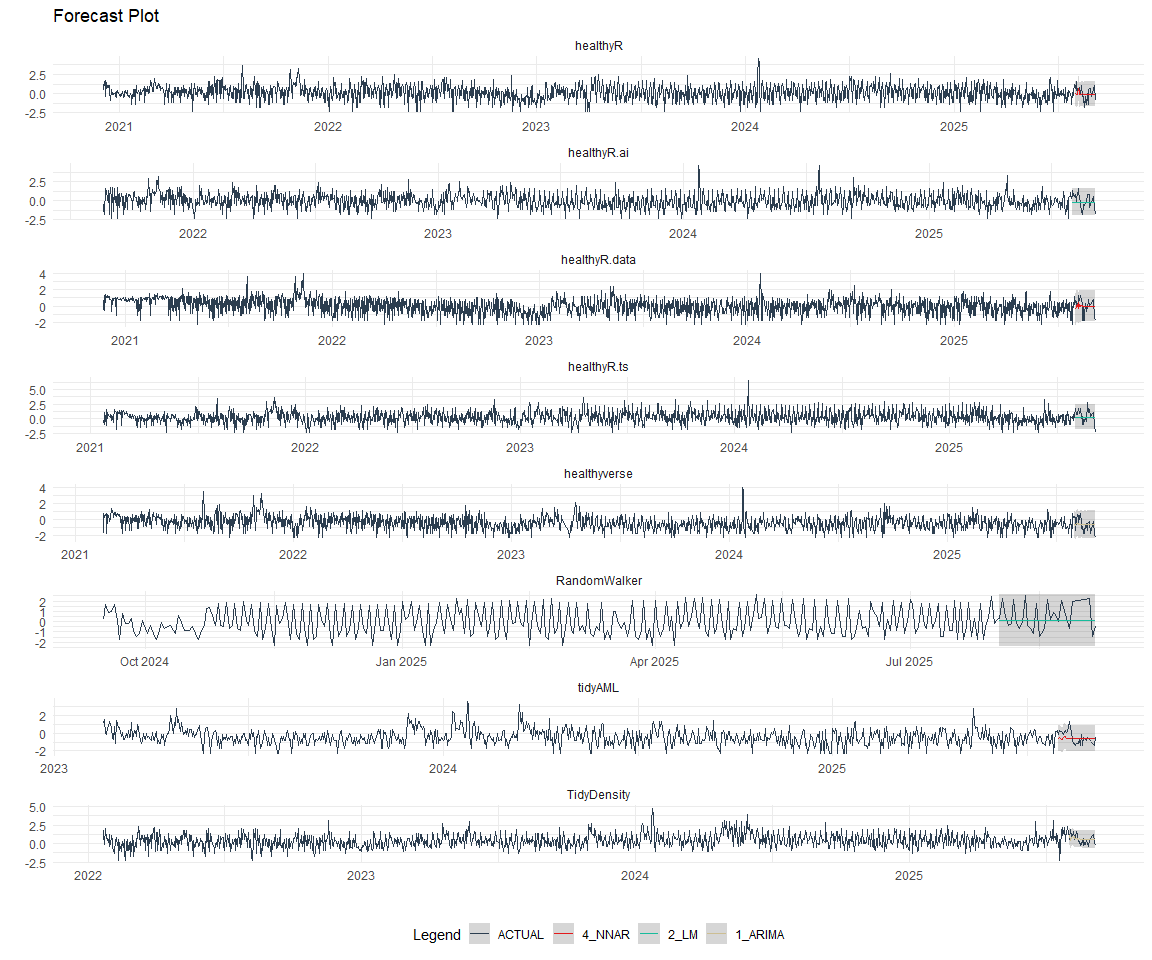 Forecast Plot
healthyR
2.5
0.0
-2.5
2021 2022 2023 2024 2025
healthyR.ai
2.5
0.0
-2.5
2022 2023 2024 2025
healthyR.data
4
2
0
-2
2021 2022 2023 2024 2025
healthyR.ts
5.0
2.5
0.0
-2.5
2021 2022 2023 2024 2025
healthyverse
4
2
0
-2
2021 2022 2023 2024 2025
RandomWalker
2
1
0
-1
-2
Oct 2024 Jan 2025 Apr 2025 Jul 2025
tidyAML
2
0
-2
2023 2024 2025
TidyDensity
5.0
2.5
0.0
-2.5
2022 2023 2024 2025
Legend ACTUAL 4_NNAR 2_LM 1_ARIMA